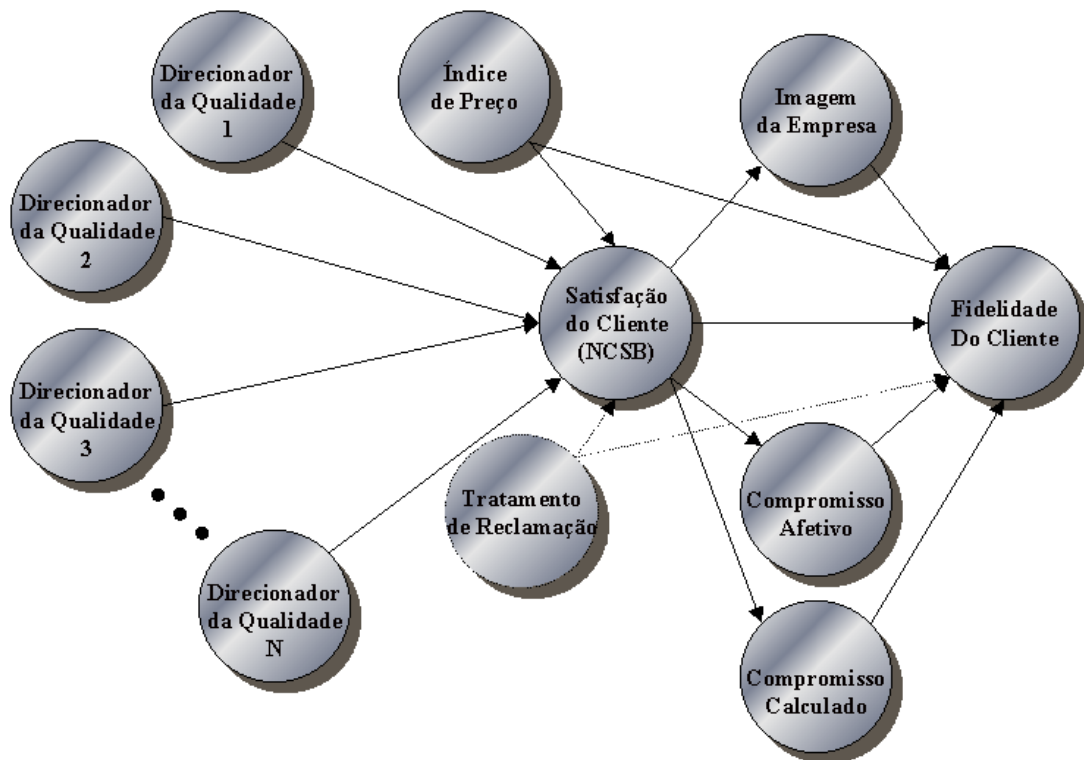 Direcionador
da Qualidade
1
Índice
de Preço
Imagem
da Empresa
Direcionador
da Qualidade
2
Satisfação
do Cliente
(NCSB)
Fidelidade
Do Cliente
Direcionador
da Qualidade
3
Tratamento
de Reclamação
Compromisso
Afetivo
Direcionador
da Qualidade
N
Compromisso
Calculado